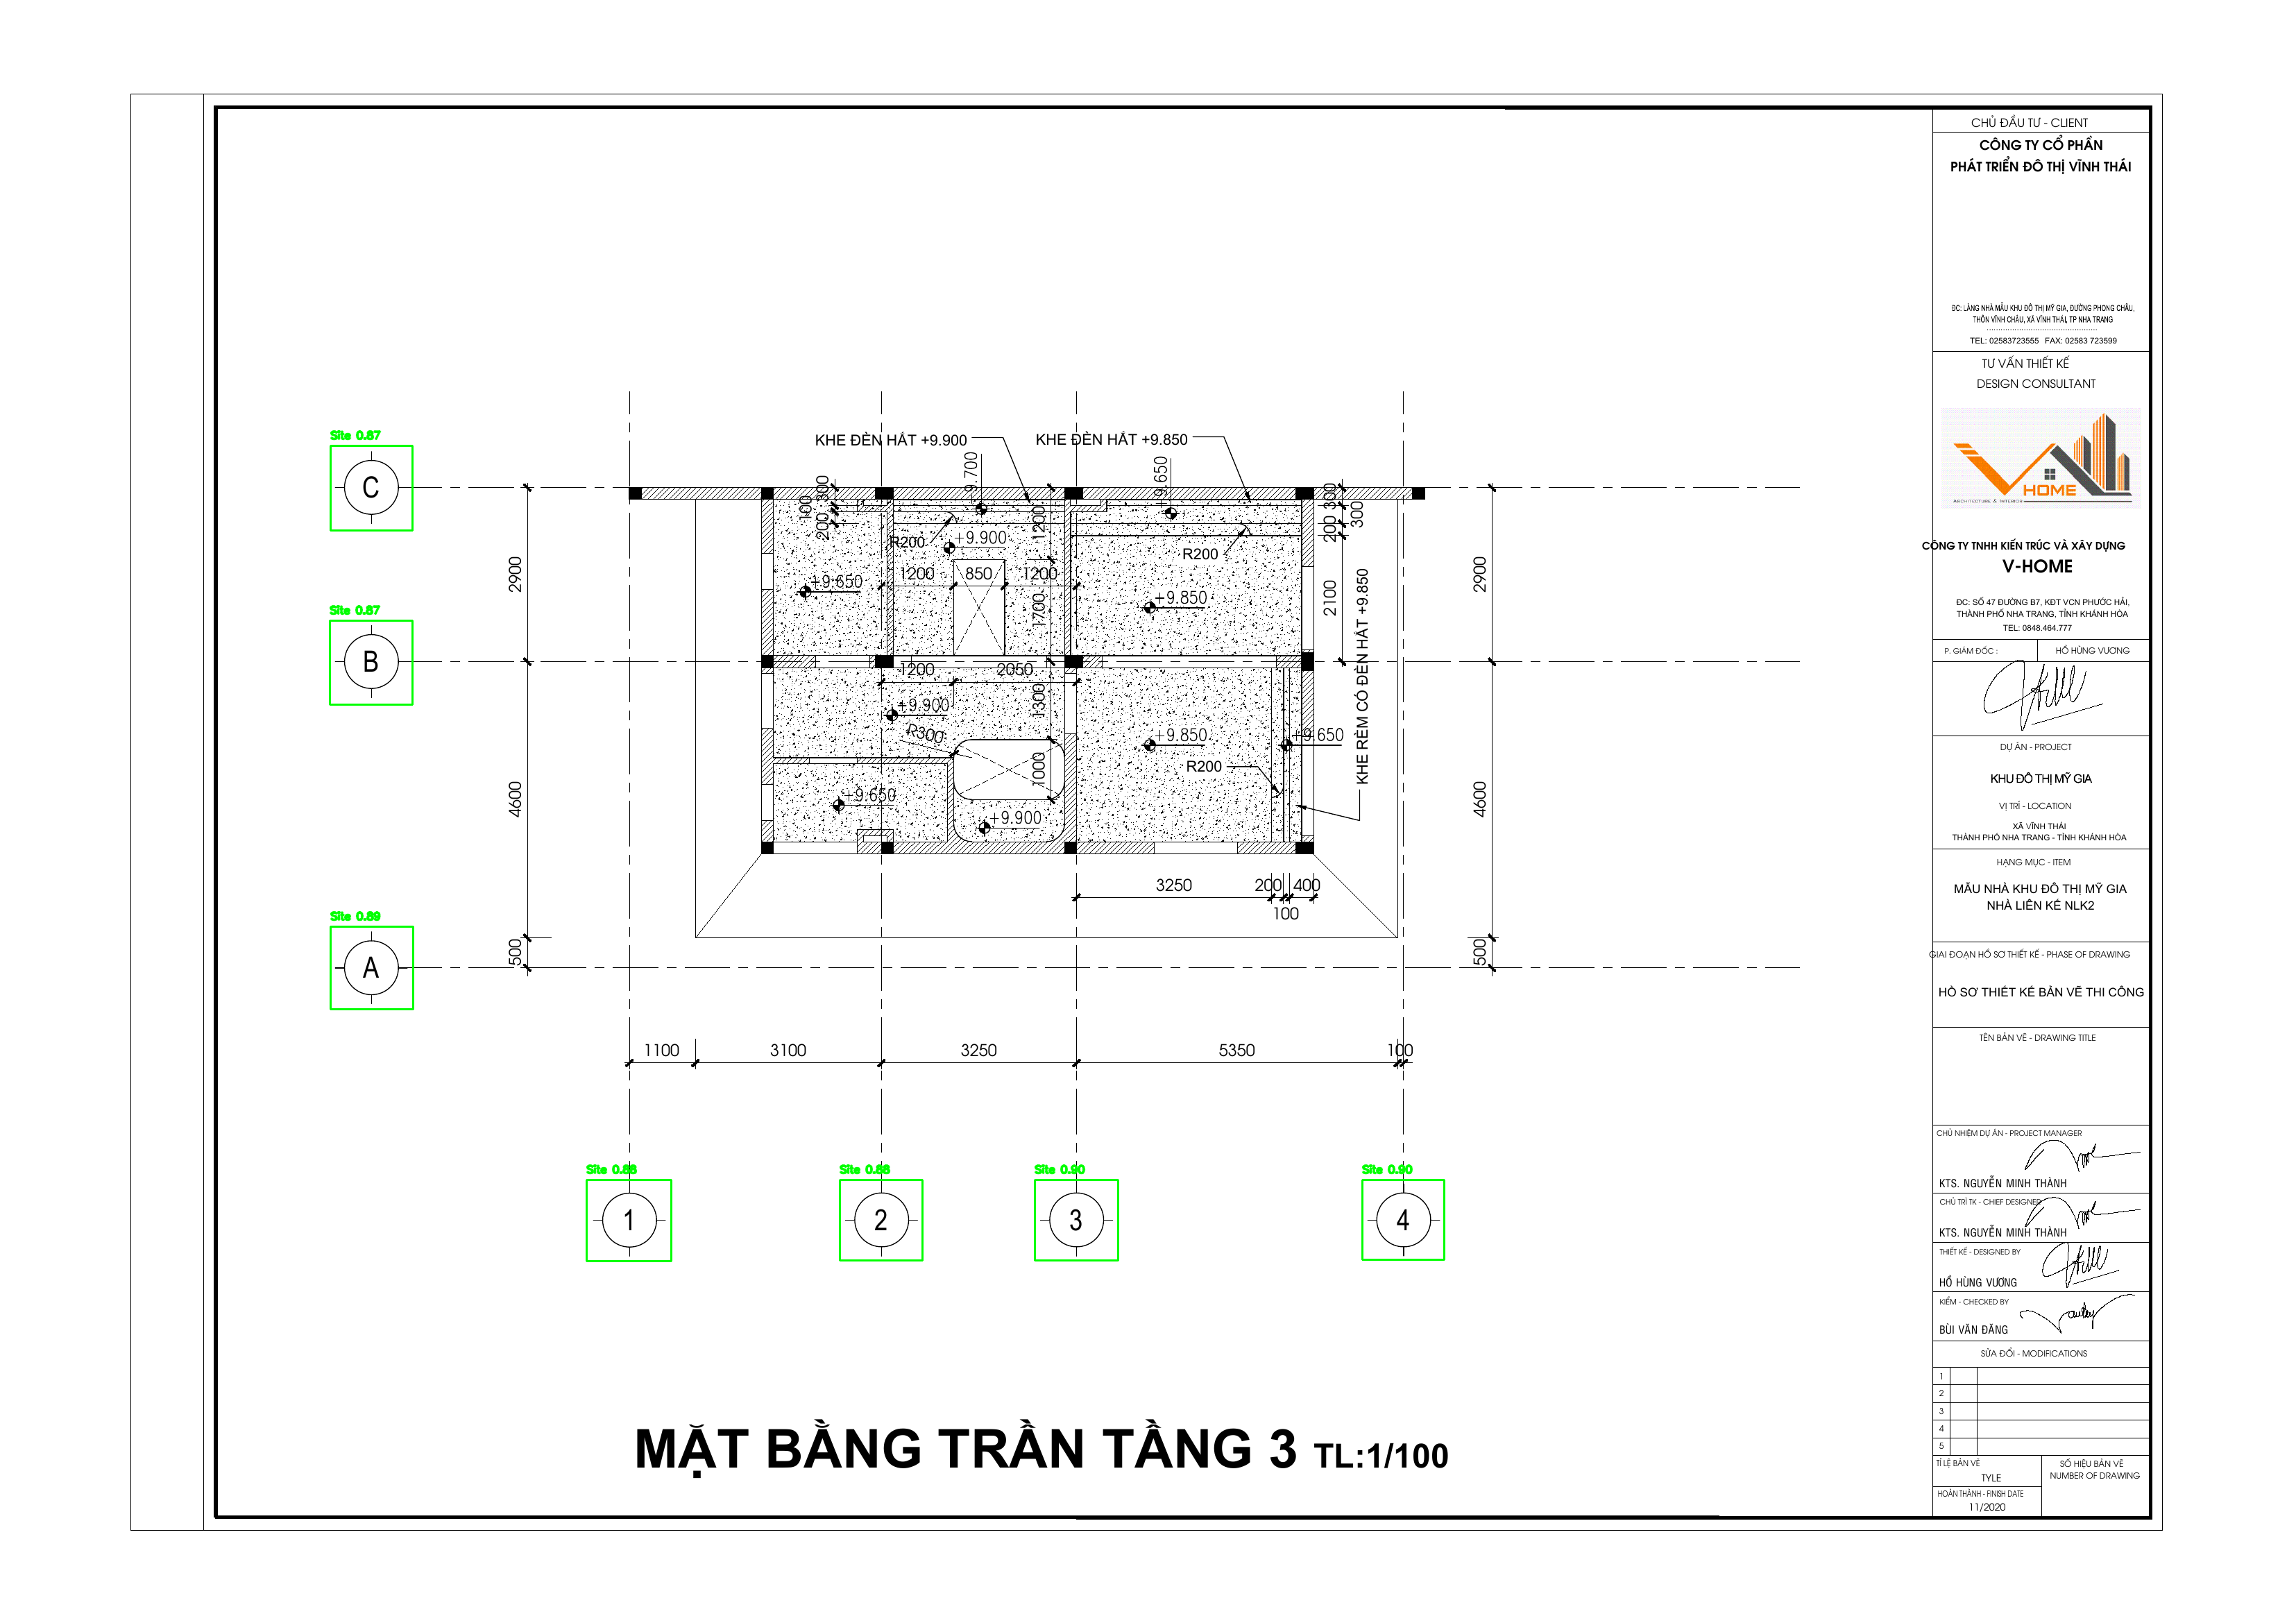 CHỦ ĐẦU TƯ - CLIENT
CÔNG TY CỔ PHẦN
PHÁT TRIỂN ĐÔ THỊ VĨNH THÁI
ĐC: LÀNG NHÀ MẪU KHU ĐÔ THỊ MỸ GIA, ĐƯỜNG PHONG CHÂU,
THÔN VĨNH CHÂU, XÃ VĨNH THÁI, TP NHA TRANG
TEL: 02583723555 FAX: 02583 723599
TƯ VẤN THIẾT KẾ
DESIGN CONSULTANT
HOME
ARCHITECTURE & INTERIOR
CÔNG TY TNHH KIẾN TRÚC VÀ XÂY DỰNG
V-HOME
ĐC: SỐ 47 ĐƯỜNG B7, KĐT VCN PHƯỚC HẢI,
THÀNH PHỐ NHA TRANG, TỈNH KHÁNH HÒA
TEL: 0848.464.777
P. GIÁM ĐỐC : HỒ HÙNG VƯƠNG
DỰ ÁN - PROJECT
KHU ĐÔ THỊ MỸ GIA
VỊ TRÍ - LOCATION
XÃ VĨNH THÁI
THÀNH PHỐ NHA TRANG - TỈNH KHÁNH HÒA
HẠNG MỤC - ITEM
MẪU NHÀ KHU ĐÔ THỊ MỸ GIA
NHÀ LIÊN KẾ NLK2
GIAI ĐOẠN HỒ SƠ THIẾT KẾ - PHASE OF DRAWING
HỒ SƠ THIẾT KẾ BẢN VẼ THI CÔNG
TÊN BẢN VẼ - DRAWING TITLE
CHỦ NHIỆM DỰ ÁN - PROJECT MANAGER
KTS. NGUYỄN MINH THÀNH
CHỦ TRÌ TK - CHIEF DESIGNER
KTS. NGUYỄN MINH THÀNH
THIẾT KẾ - DESIGNED BY
HỒ HÙNG VƯƠNG
KIỂM - CHECKED BY
BÙI VĂN ĐĂNG
SỬA ĐỔI - MODIFICATIONS
1
2
3
4
5
TỈ LỆ BẢN VẼ
TYLE
SỐ HIỆU BẢN VẼ
NUMBER OF DRAWING
HOÀN THÀNH - FINISH DATE
11/2020
Site 0.87
C
Site 0.87
B
Site 0.89
A
2900
4600
500
KHE ĐÈN HẮT +9.900
KHE ĐÈN HẮT +9.850
+9.700
+9.650
300
100
200
1200
300
200
300
R200
+9.900
R200
+9.650
1200
850
1200
1700
+9.850
2100
KHE RÈM CÓ ĐÈN HẮT +9.850
1200
2050
1300
+9.900
R300
+9.850
+9.650
1000
R200
+9.650
+9.900
3250
200
400
100
2900
4600
500
1100
3100
3250
5350
100
Site 0.88
1
Site 0.88
2
Site 0.90
3
Site 0.90
4
MẶT BẰNG TRẦN TẦNG 3 TL:1/100